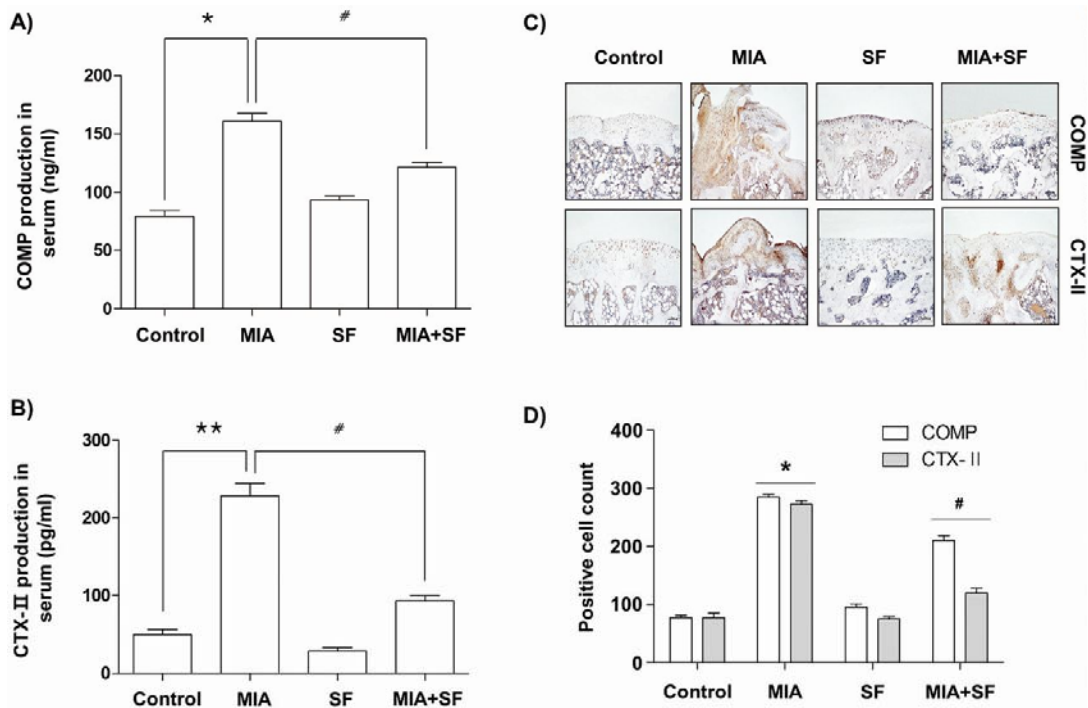 A)
*
#
COMP production in
serum (ng/ml)
200
150
100
50
0
Control MIA SF MIA+SF
B)
**
#
CTX-II production in
serum (pg/ml)
300
200
100
0
Control MIA SF MIA+SF
C)
Control MIA SF MIA+SF
COMP
CTX-II
D)
COMP
CTX-II
*
#
Positive cell count
400
300
200
100
0
Control MIA SF MIA+SF